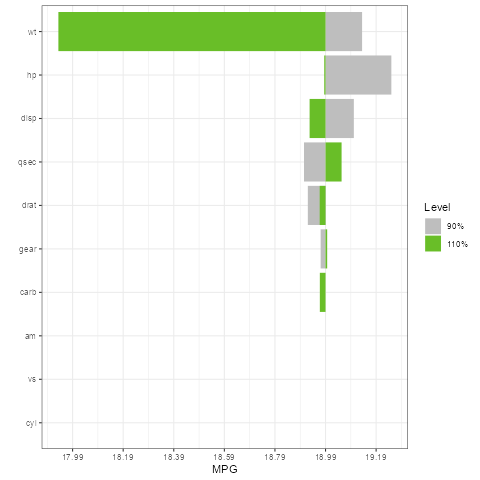 wt
hp
disp
qsec
drat
gear
carb
am
vs
cyl
17.99 18.19 18.39 18.59 18.79 18.99 19.19
MPG
Level
90%
110%